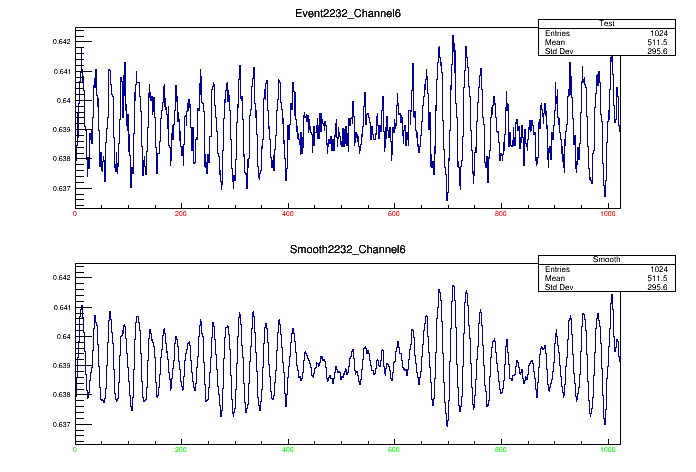 Event2232_Channel6
Test
Entries 1024
Mean 511.5
Std Dev 295.6
0.642
0.641
0.64
0.639
0.638
0.637
0 200 400 600 800 1000
Smooth2232_Channel6
Smooth
Entries 1024
Mean 511.5
Std Dev 295.6
0.642
0.641
0.64
0.639
0.638
0.637
0 200 400 600 800 1000